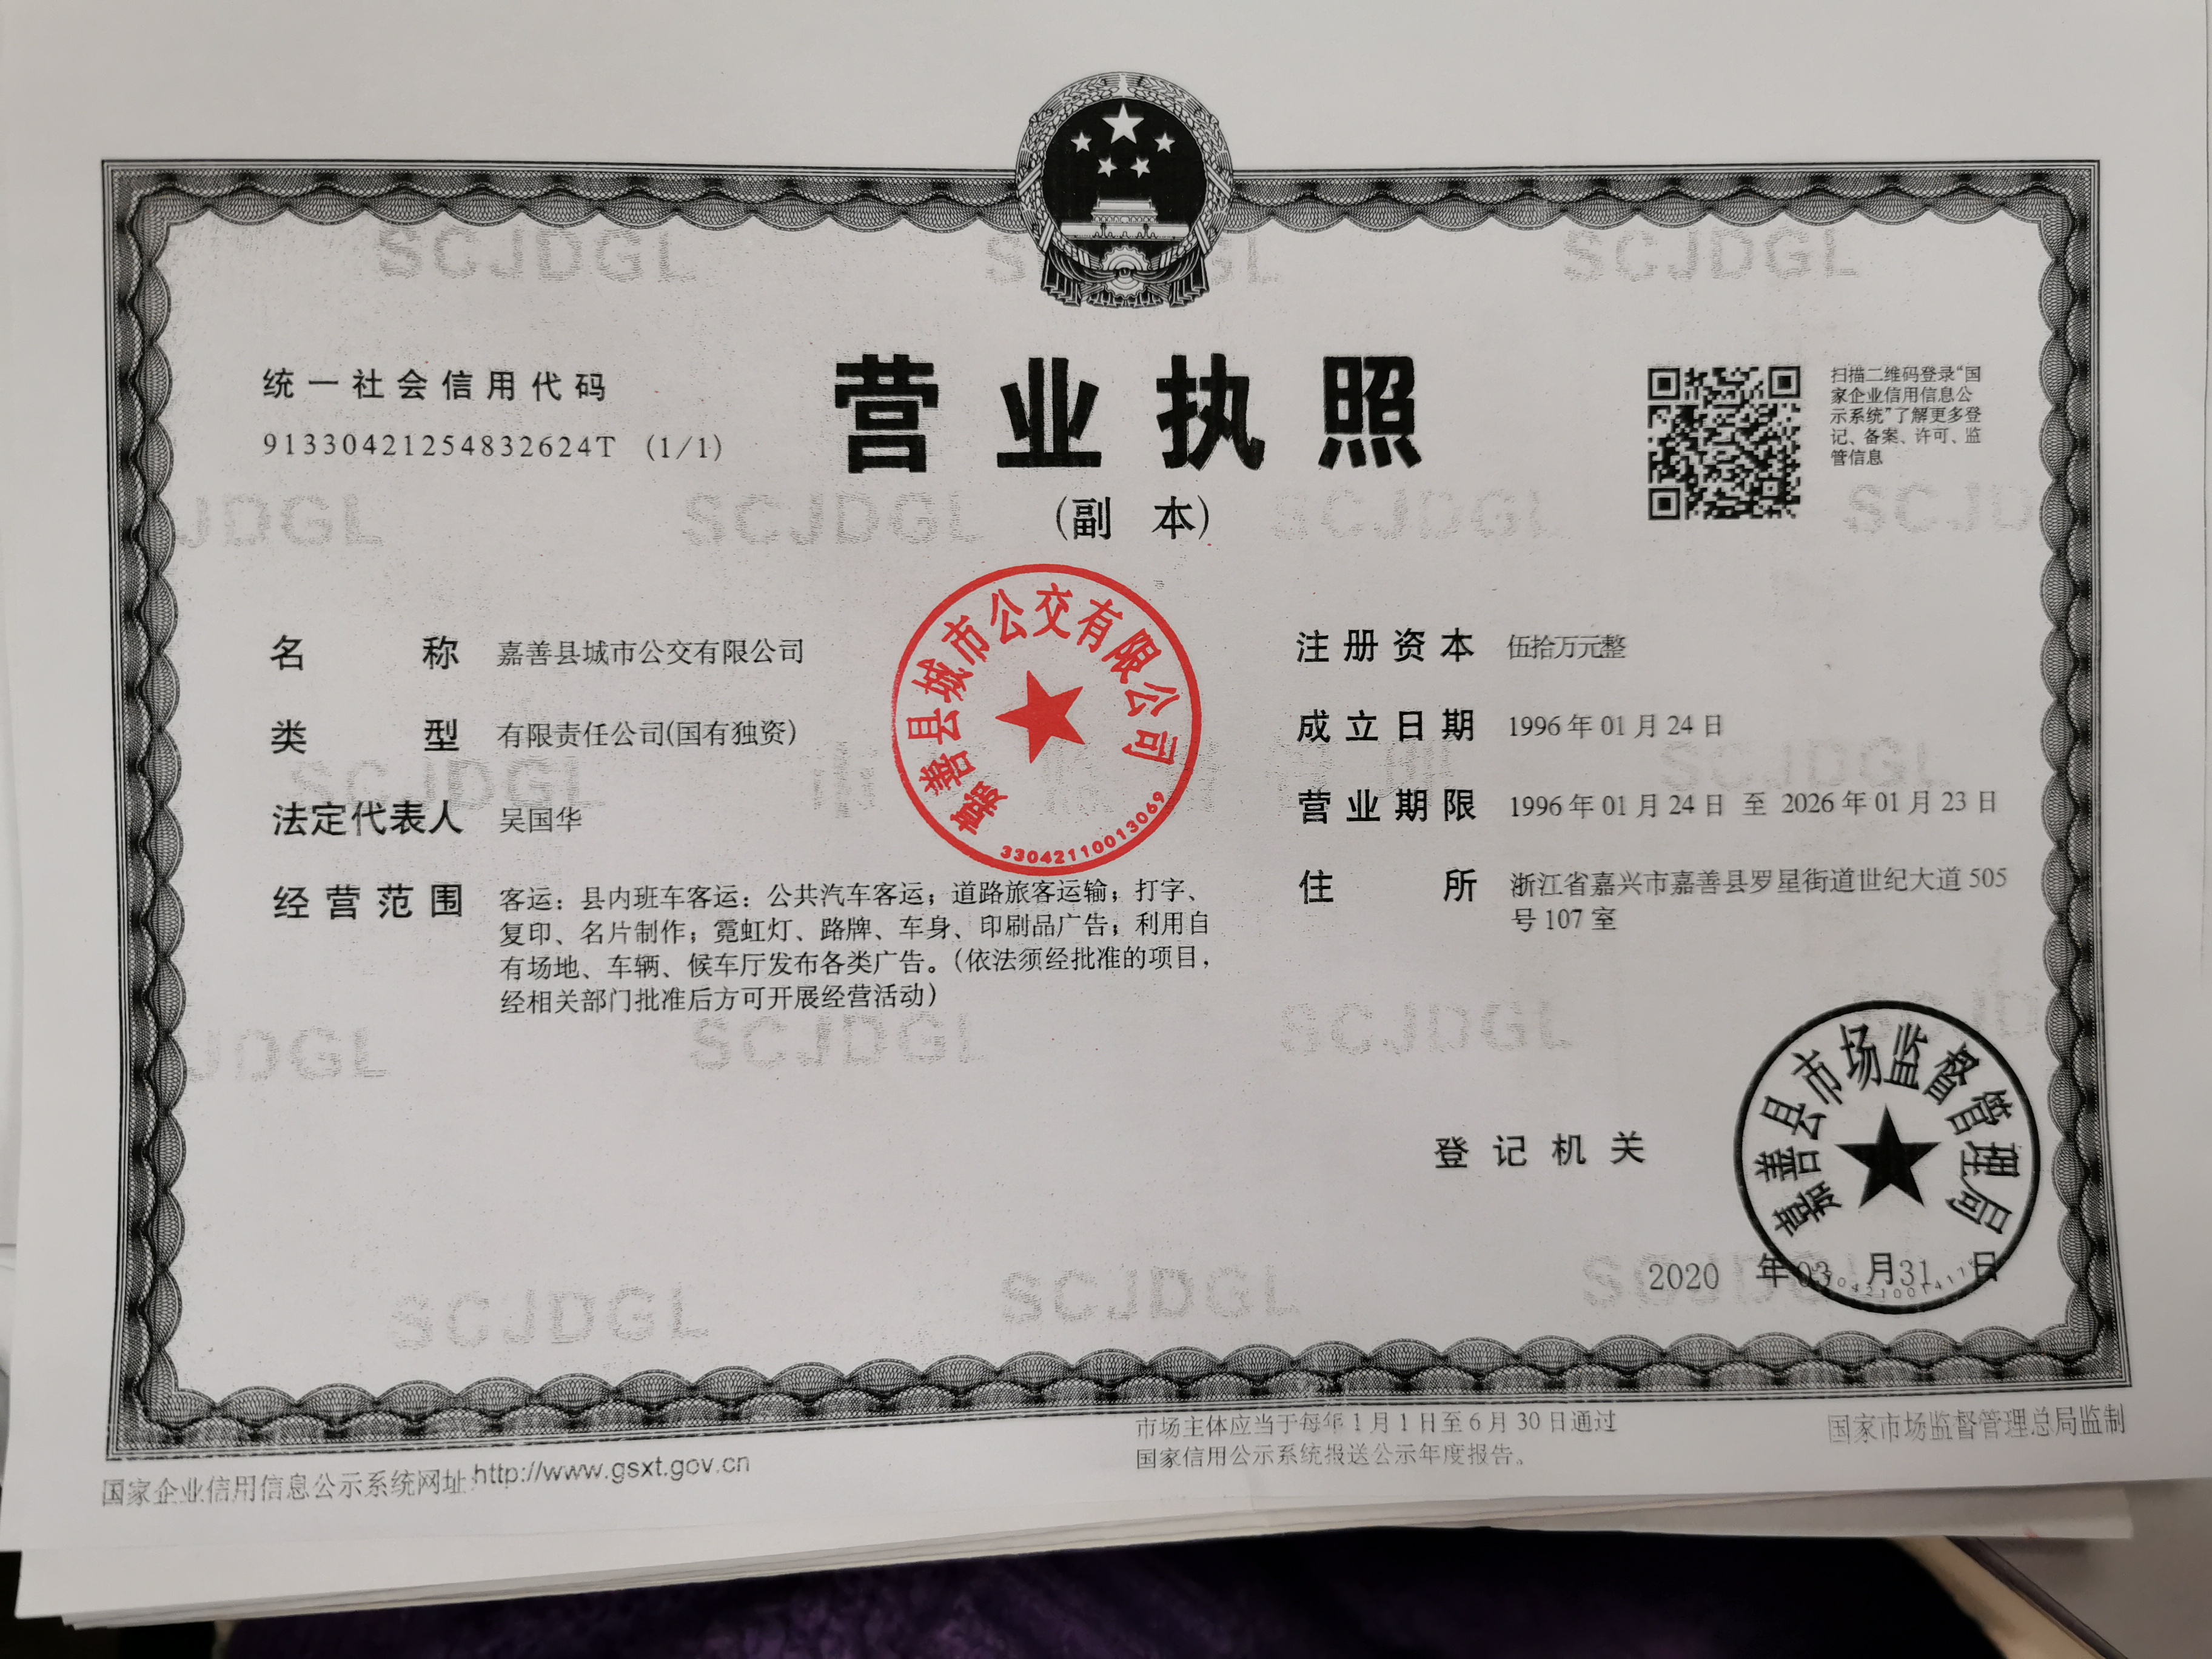 统一社会信用代码
91330421254832624T (1/1)
营业执照
(副 本)
扫描二维码登录“国
家企业信用信息公
示系统”了解更多登
记、备案、许可、监
管信息
名称 嘉善县城市公交有限公司
类型 有限责任公司(国有独资)
法定代表人 吴国华
经营范围 客运：县内班车客运：公共汽车客运；道路旅客运输；打字、
复印、名片制作；霓虹灯、路牌、车身、印刷品广告；利用自
有场地、车辆、候车厅发布各类广告。（依法须经批准的项目，
经相关部门批准后方可开展经营活动）
嘉善县城市公交有限公司
33042110013069
注册资本 伍拾万元整
成立日期 1996年01月24日
营业期限 1996年01月24日 至 2026年01月23日
住所 浙江省嘉兴市嘉善县罗星街道世纪大道505
号107室
登记机关
嘉善县市场监督管理局
2020 年03 月31 日
国家企业信用信息公示系统网址:http://www.gsxt.gov.cn
市场主体应当于每年1月1日至6月30日通过
国家信用公示系统报送公示年度报告。
国家市场监督管理总局监制
SCJDGL